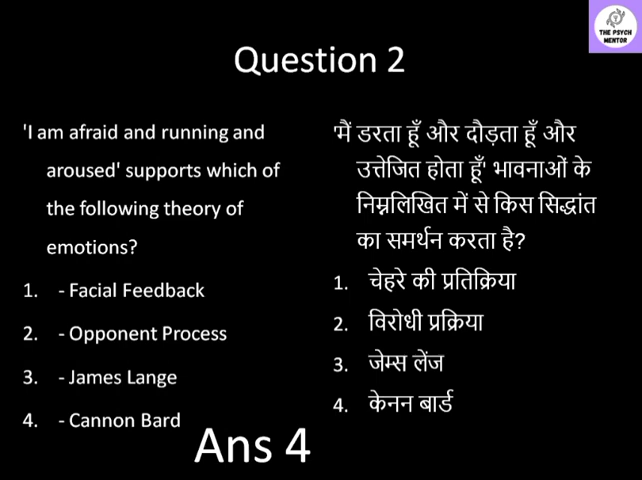 THE PSYCH
MENTOR
Question 2
'I am afraid and running and
aroused' supports which of
the following theory of
emotions?
1. - Facial Feedback
2. - Opponent Process
3. - James Lange
4. - Cannon Bard
'मैं डरता हूँ और दौड़ता हूँ और
उत्तेजित होता हूँ' भावनाओं के
निम्नलिखित में से किस सिद्धांत
का समर्थन करता है?
1. चेहरे की प्रतिक्रिया
2. विरोधी प्रक्रिया
3. जेम्स लेंज
4. केनन बार्ड
Ans 4